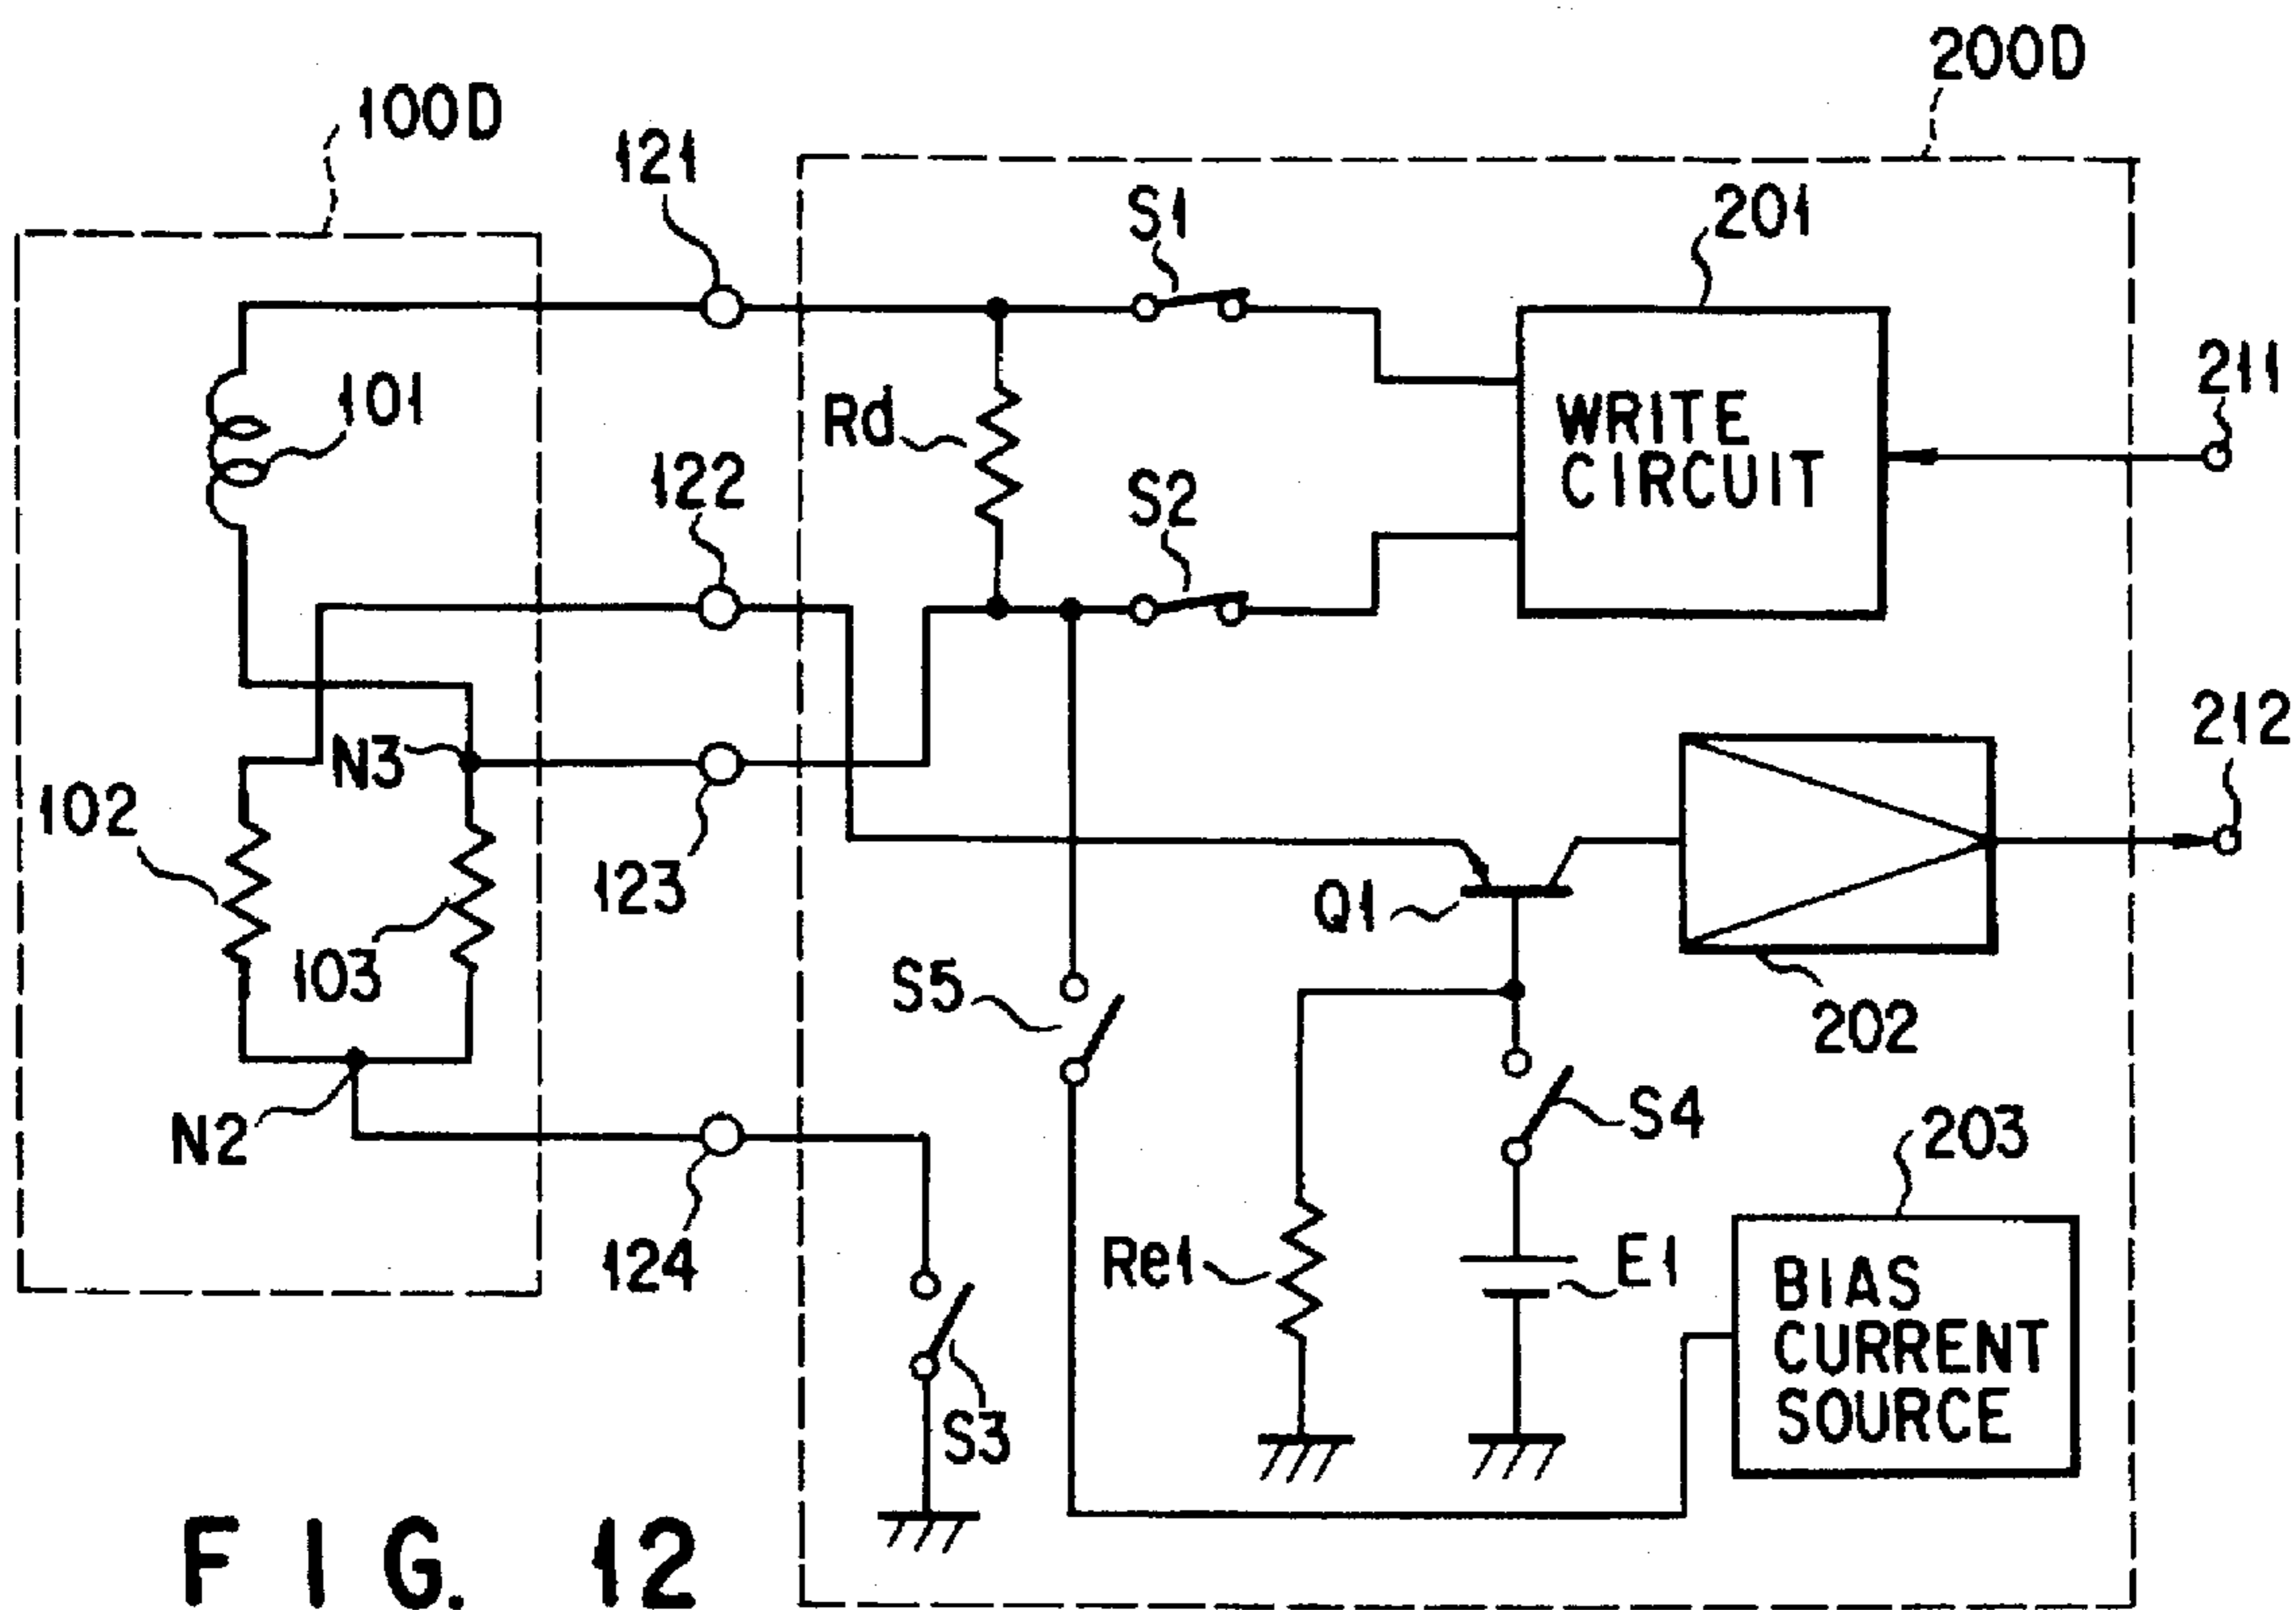 200D
100D
121
S1
201
211
101
Rd
WRITE
CIRCUIT
122
S2
212
N3
102
123
Q1
103
S5
202
N2
S4
203
124
Re1
E1
BIAS
CURRENT
SOURCE
S3
FIG. 12